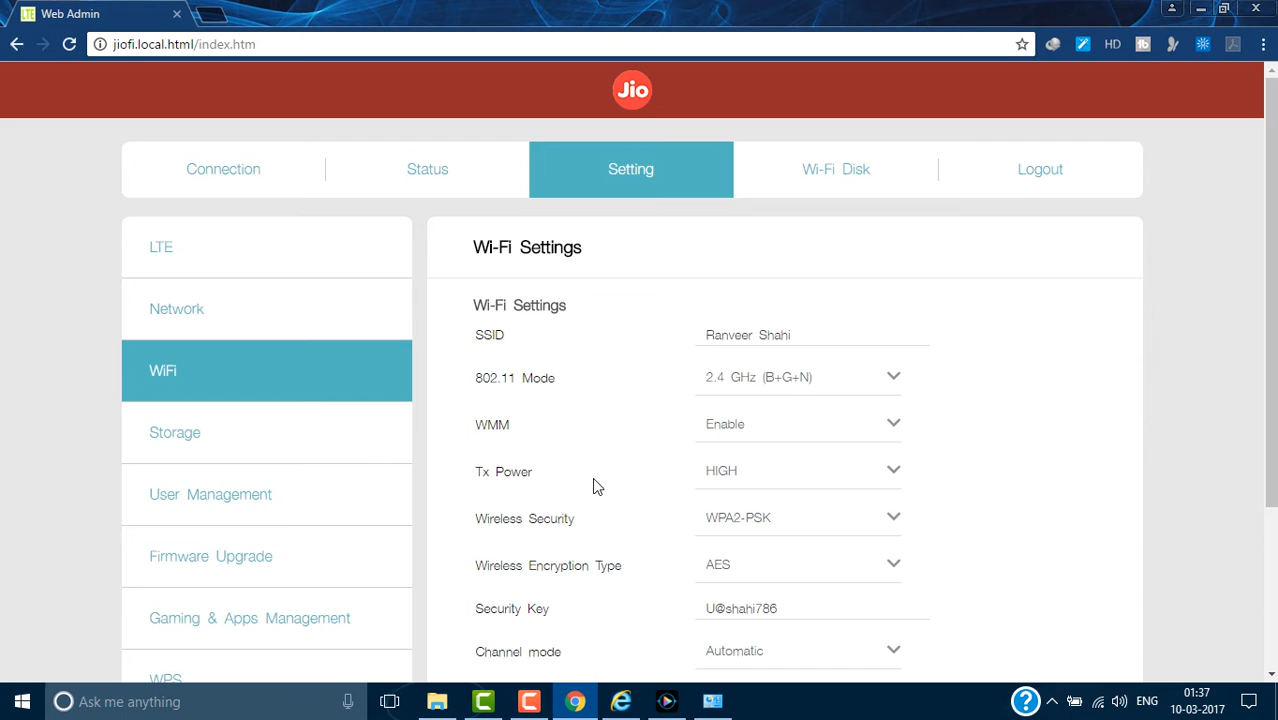 Web Admin
jiofi.local.html/index.htm
HD
Jio
Connection
Status
Setting
Wi-Fi Disk
Logout
LTE
Network
WiFi
Storage
User Management
Firmware Upgrade
Gaming & Apps Management
WPS
Wi-Fi Settings
Wi-Fi Settings
SSID Ranveer Shahi
802.11 Mode 2.4 GHz (B+G+N)
WMM Enable
Tx Power HIGH
Wireless Security WPA2-PSK
Wireless Encryption Type AES
Security Key U@shahi786
Channel mode Automatic
Ask me anything
ENG
01:37
10-03-2017